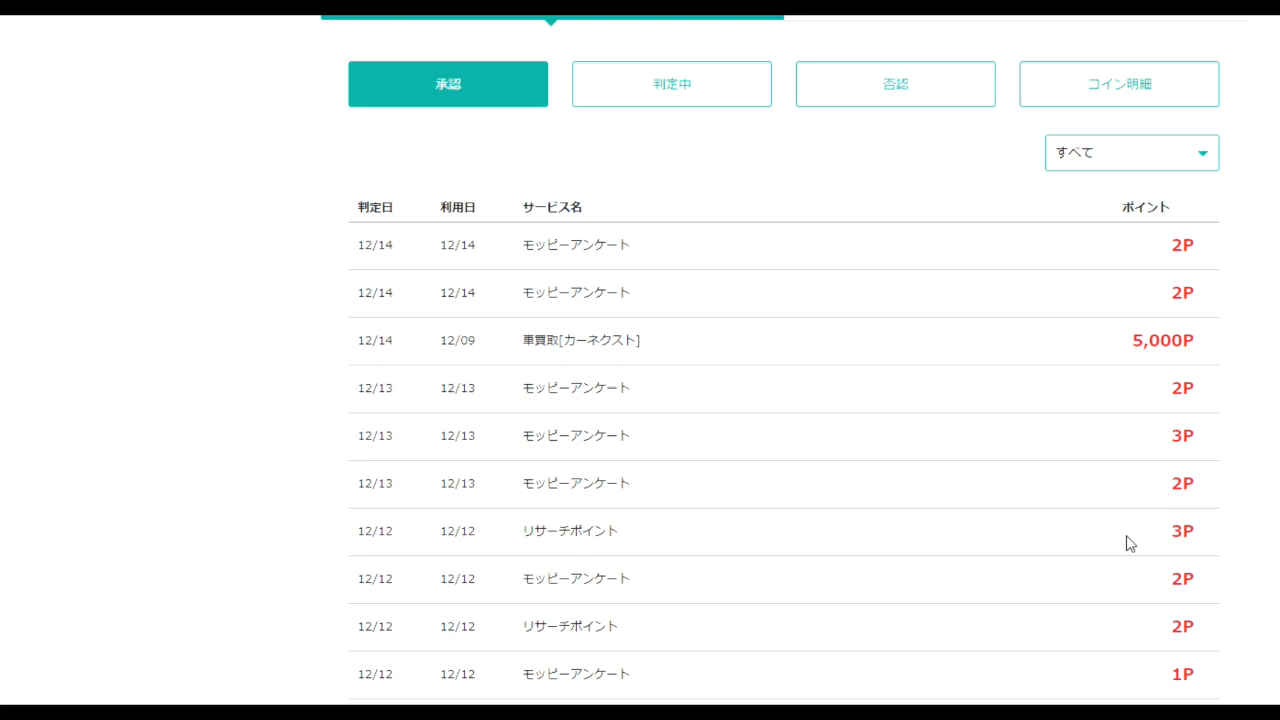 承認 判定中 否認 コイン明細
すべて
判定日 利用日 サービス名 ポイント
12/14 12/14 モッピーアンケート 2P
12/14 12/14 モッピーアンケート 2P
12/14 12/09 車買取[カーネクスト] 5,000P
12/13 12/13 モッピーアンケート 2P
12/13 12/13 モッピーアンケート 3P
12/13 12/13 モッピーアンケート 2P
12/12 12/12 リサーチポイント 3P
12/12 12/12 モッピーアンケート 2P
12/12 12/12 リサーチポイント 2P
12/12 12/12 モッピーアンケート 1P